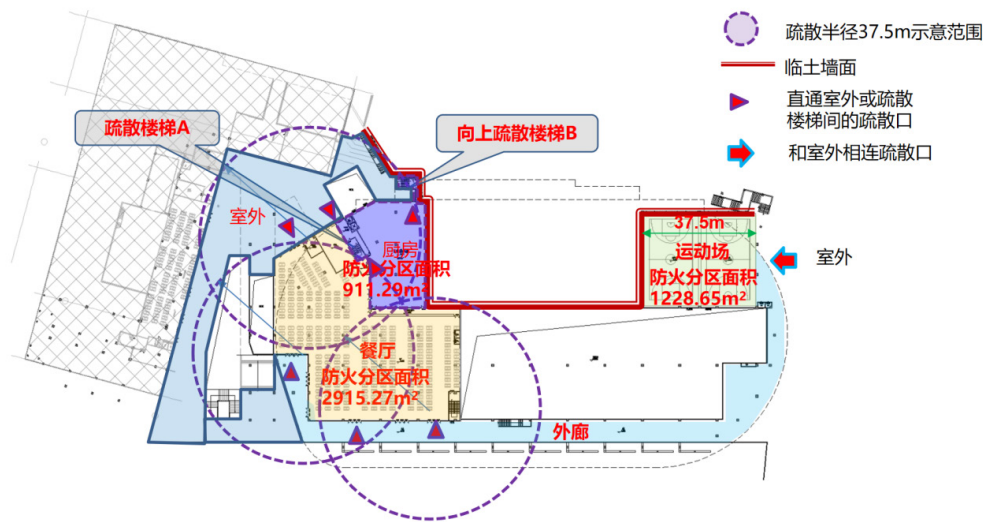 疏散半径37.5m示意范围
临土墙面
直通室外或疏散
楼梯间的疏散口
和室外相连疏散口
疏散楼梯A
向上疏散楼梯B
室外
厨房
防火分区面积
911.29m²
37.5m
运动场
防火分区面积
1228.65m²
室外
餐厅
防火分区面积
2915.27m²
外廊